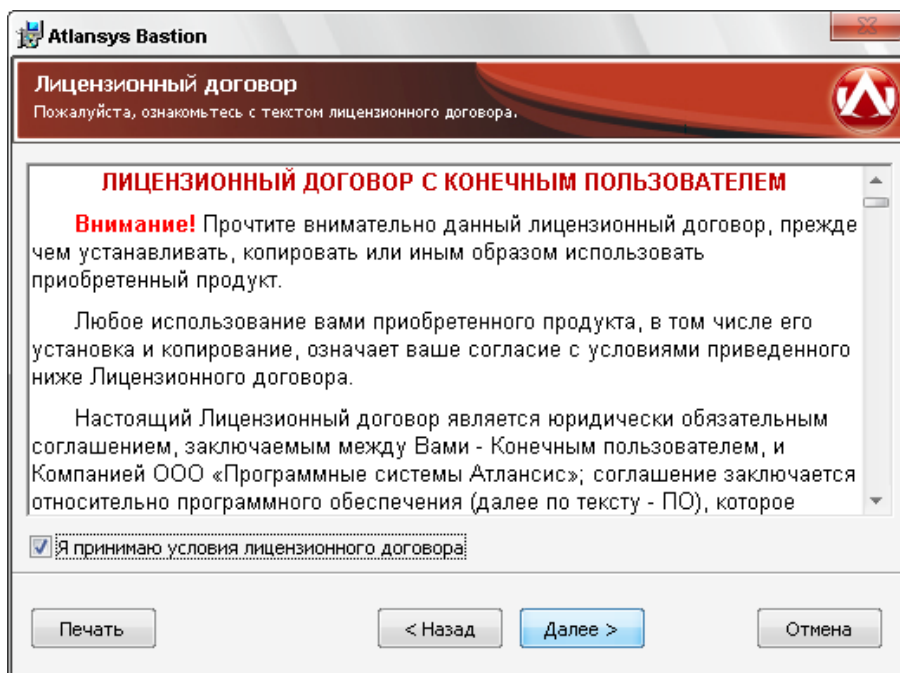 Atlansys Bastion
Лицензионный договор
Пожалуйста, ознакомьтесь с текстом лицензионного договора.
ЛИЦЕНЗИОННЫЙ ДОГОВОР С КОНЕЧНЫМ ПОЛЬЗОВАТЕЛЕМ
Внимание! Прочтите внимательно данный лицензионный договор, прежде
чем устанавливать, копировать или иным образом использовать
приобретенный продукт.
Любое использование вами приобретенного продукта, в том числе его
установка и копирование, означает ваше согласие с условиями приведенного
ниже Лицензионного договора.
Настоящий Лицензионный договор является юридически обязательным
соглашением, заключаемым между Вами - Конечным пользователем, и
Компанией ООО «Программные системы Атлансис»; соглашение заключается
относительно программного обеспечения (далее по тексту - ПО), которое
Я принимаю условия лицензионного договора
Печать
< Назад
Далее >
Отмена